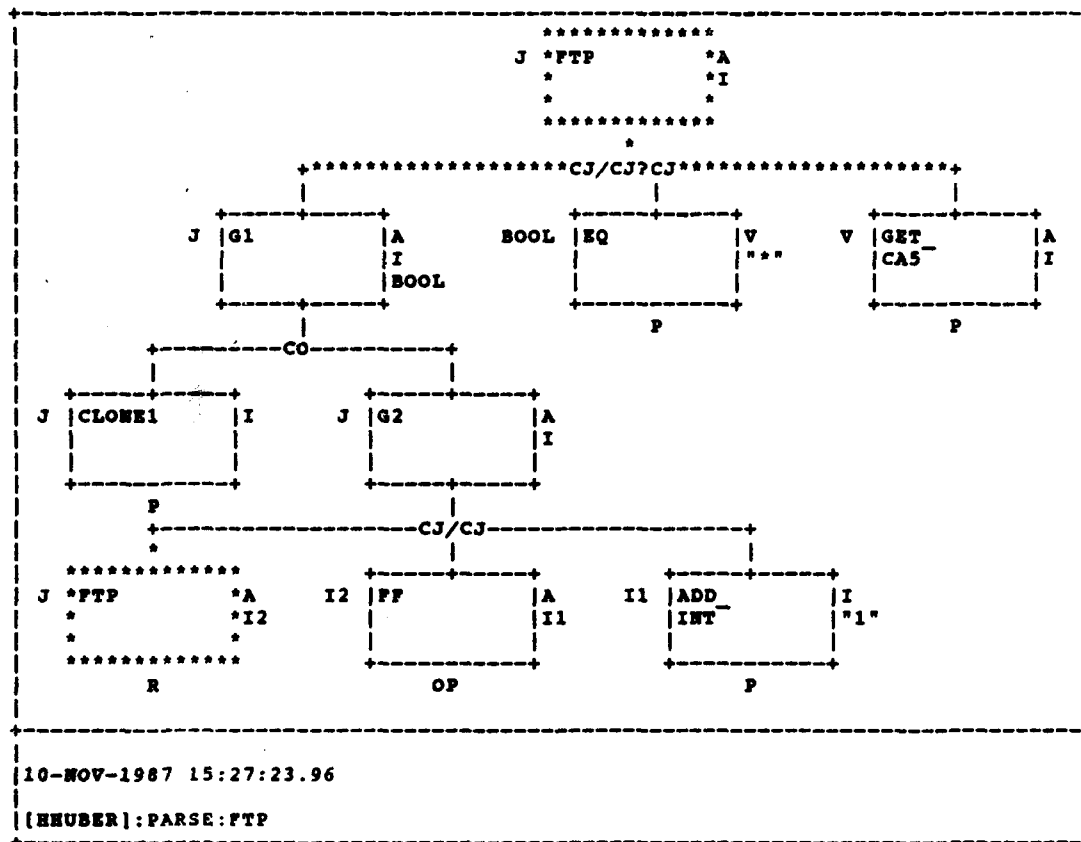 J FTP A
I
CJ/CJ?CJ
J G1 A BOOL EQ V V GET_ A
I "*" CA5 I
BOOL
P P
CO
J CLONE1 I J G2 A
I
P
CJ/CJ
J FTP A I2 FF A I1 ADD_ I
I2 I1 INT "1"
R OP P
10-NOV-1987 15:27:23.96
[HHUBER]:PARSE:FTP